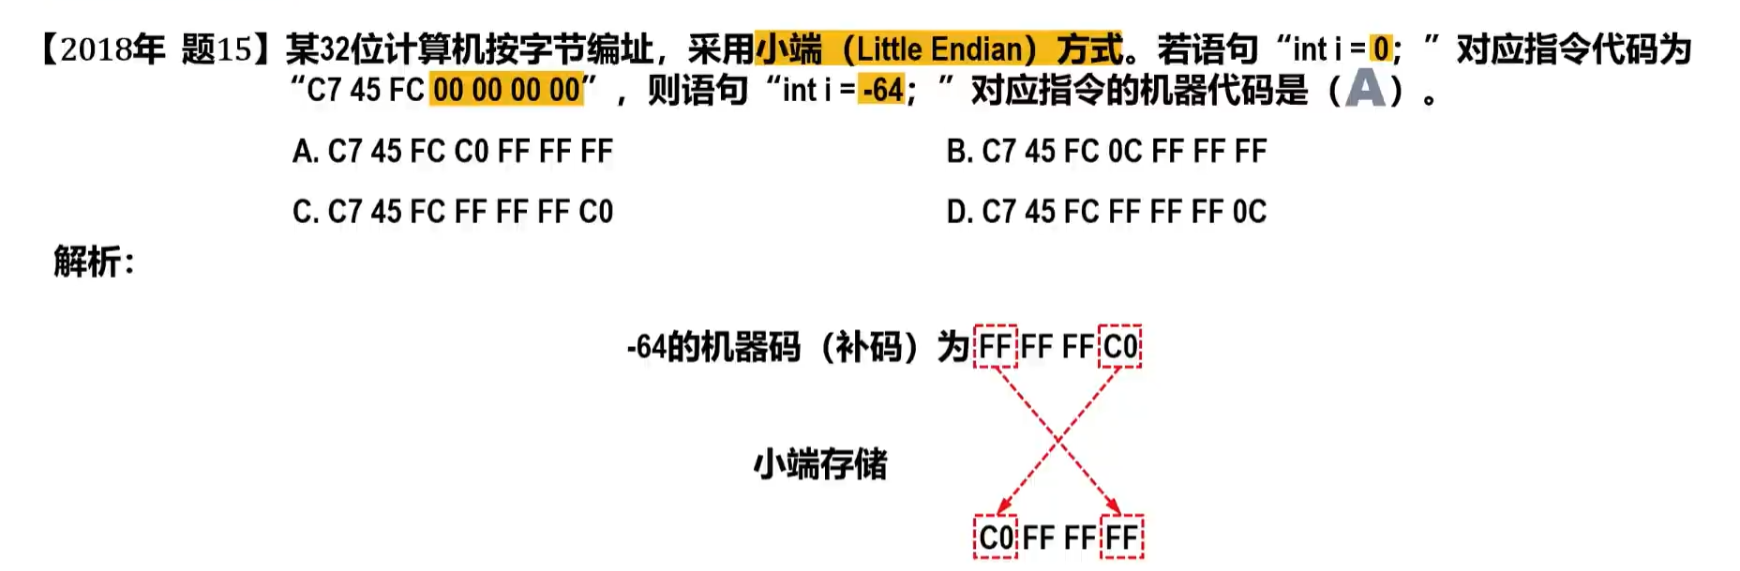 【2018年 题15】某32位计算机按字节编址，采用小端（Little Endian）方式。若语句“int i = 0；”对应指令代码为
“C7 45 FC 00 00 00 00”，则语句“int i = -64；”对应指令的机器代码是（A）。
A. C7 45 FC C0 FF FF FF
B. C7 45 FC 0C FF FF FF
C. C7 45 FC FF FF FF C0
D. C7 45 FC FF FF FF 0C
解析：
-64的机器码（补码）为 FF FF FF C0
小端存储
C0 FF FF FF